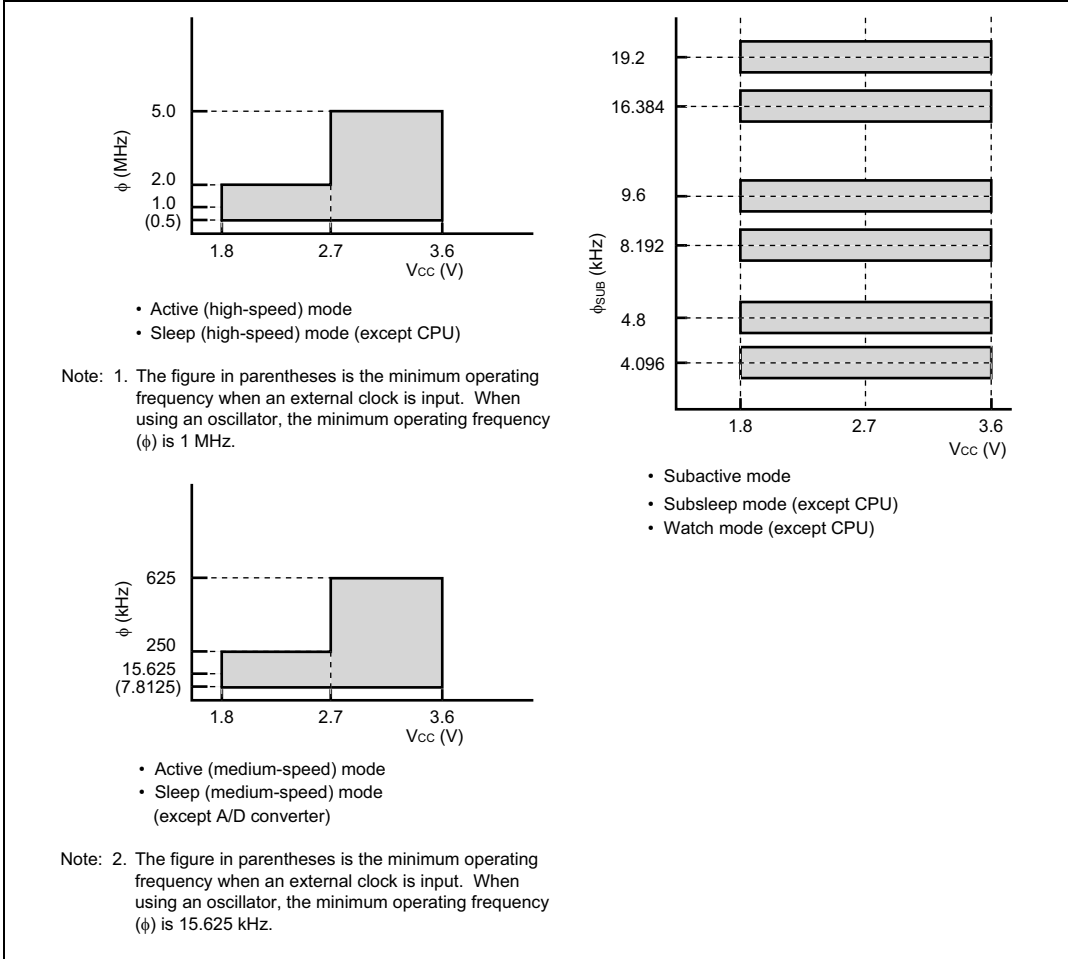 5.0
2.0
1.0
(0.5)
ϕ (MHz)
1.8 2.7 3.6
Vcc (V)
• Active (high-speed) mode
• Sleep (high-speed) mode (except CPU)
Note: 1. The figure in parentheses is the minimum operating
frequency when an external clock is input. When
using an oscillator, the minimum operating frequency
(ϕ) is 1 MHz.
625
250
15.625
(7.8125)
ϕ (kHz)
1.8 2.7 3.6
Vcc (V)
• Active (medium-speed) mode
• Sleep (medium-speed) mode
(except A/D converter)
Note: 2. The figure in parentheses is the minimum operating
frequency when an external clock is input. When
using an oscillator, the minimum operating frequency
(ϕ) is 15.625 kHz.
19.2
16.384
9.6
8.192
4.8
4.096
ϕSUB (kHz)
1.8 2.7 3.6
Vcc (V)
• Subactive mode
• Subsleep mode (except CPU)
• Watch mode (except CPU)